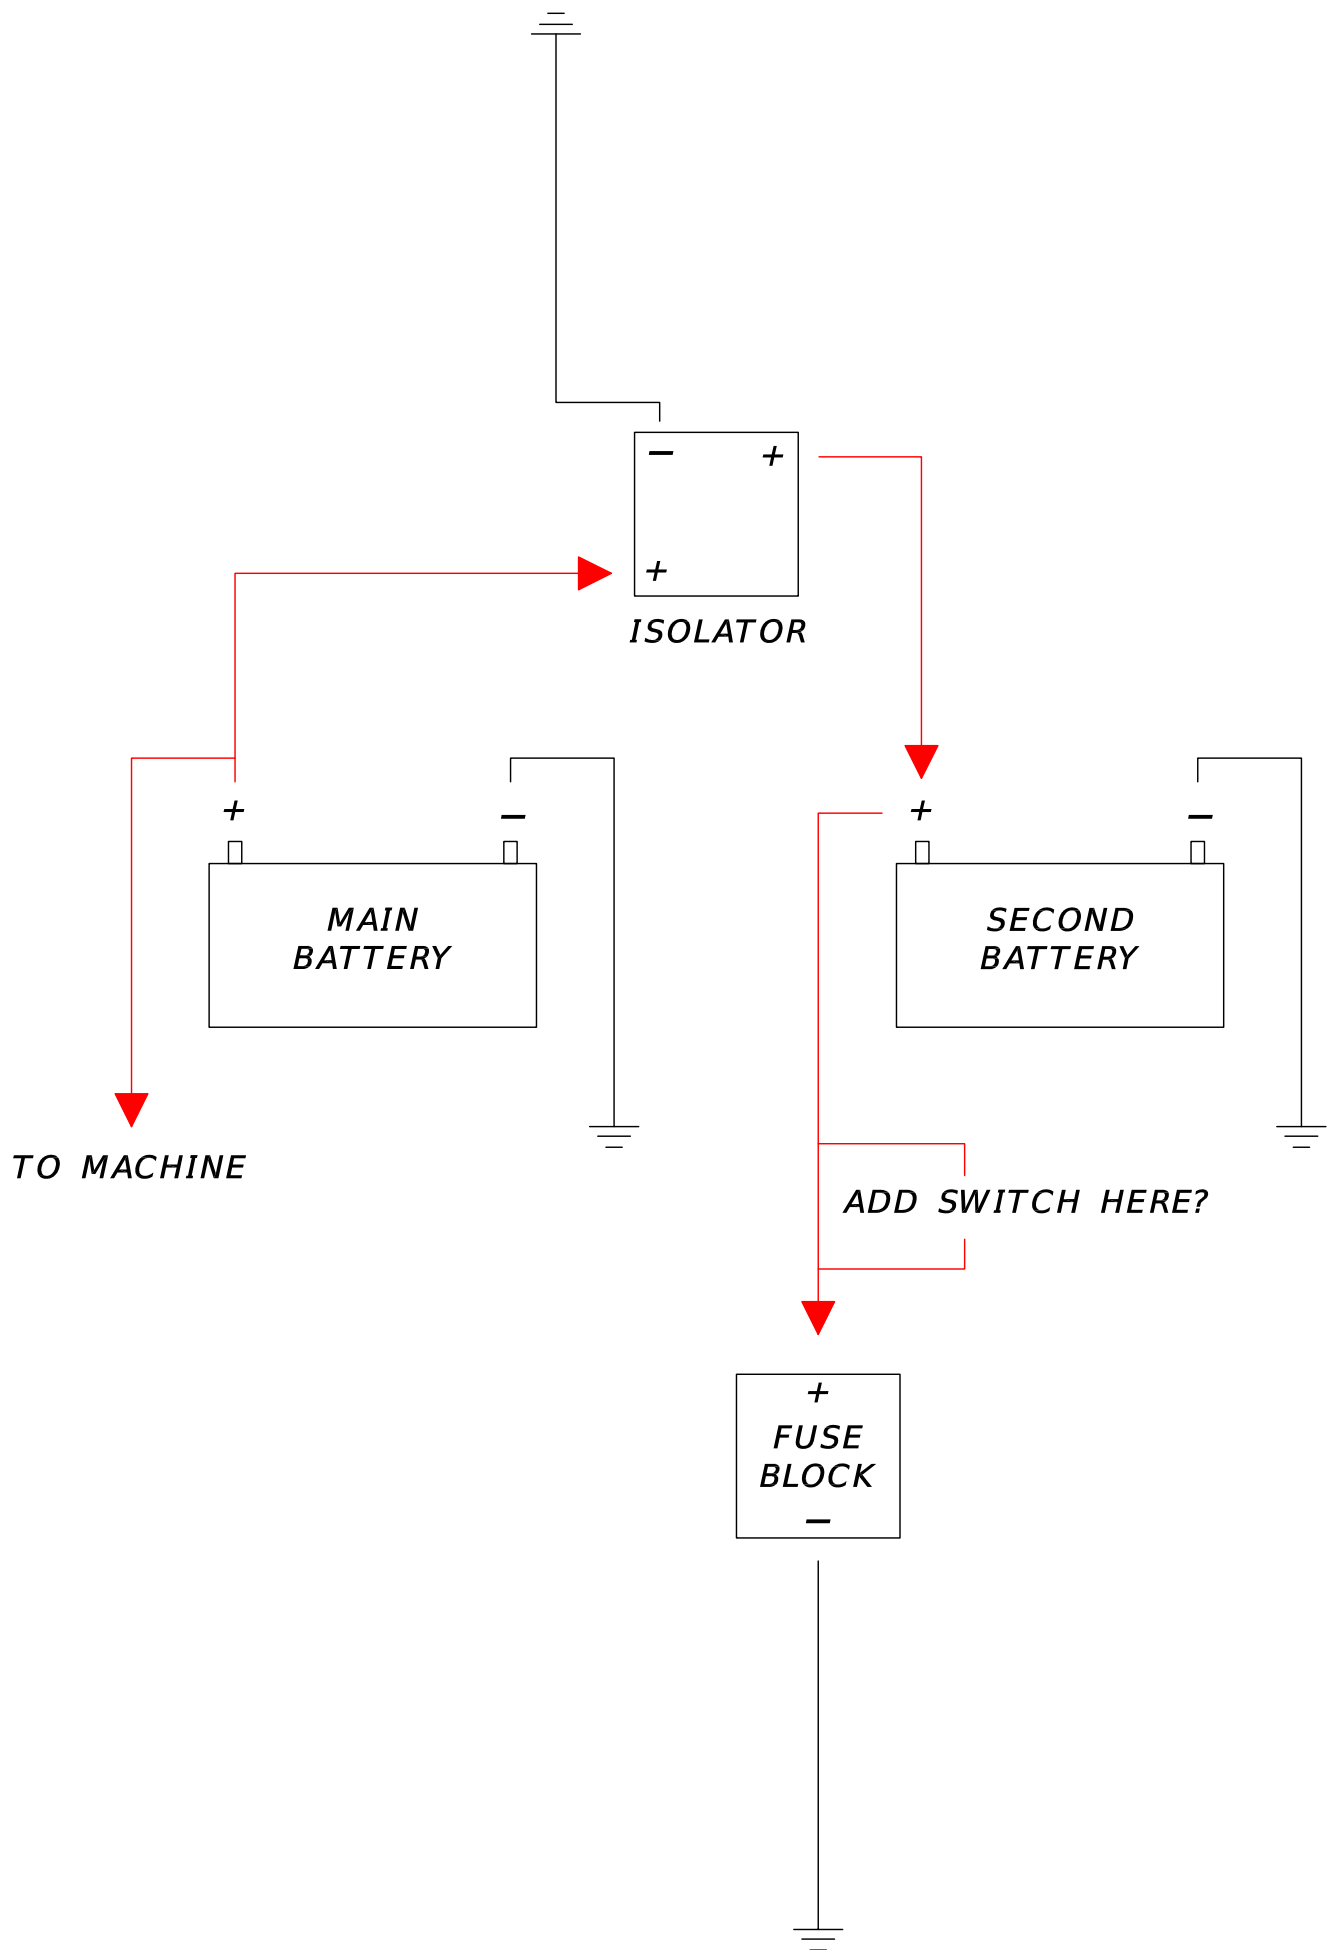 − +
+
ISOLATOR
+ −
MAIN
BATTERY
+ −
SECOND
BATTERY
TO MACHINE
ADD SWITCH HERE?
+
FUSE
BLOCK
−